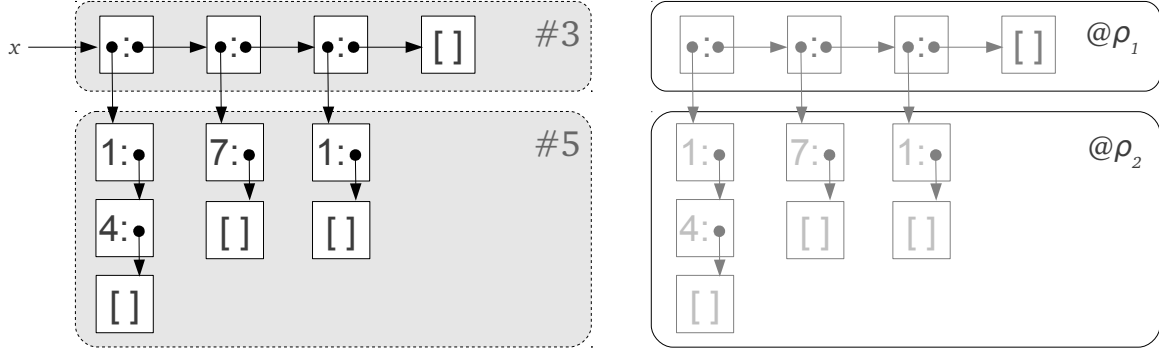 x : : : [ ] #3 : : : [ ] @ρ1
1: 7: 1: #5 1: 7: 1: @ρ2
4: [ ] [ ] 4: [ ] [ ]
[ ] [ ]